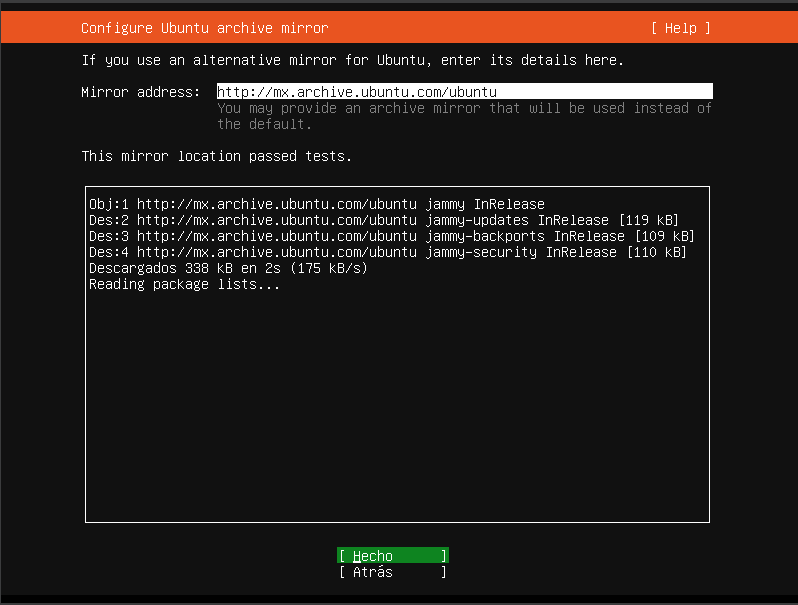 Configure Ubuntu archive mirror [ Help ]
If you use an alternative mirror for Ubuntu, enter its details here.
Mirror address: http://mx.archive.ubuntu.com/ubuntu
You may provide an archive mirror that will be used instead of
the default.
This mirror location passed tests.
Obj:1 http://mx.archive.ubuntu.com/ubuntu jammy InRelease
Des:2 http://mx.archive.ubuntu.com/ubuntu jammy-updates InRelease [119 kB]
Des:3 http://mx.archive.ubuntu.com/ubuntu jammy-backports InRelease [109 kB]
Des:4 http://mx.archive.ubuntu.com/ubuntu jammy-security InRelease [110 kB]
Descargados 338 kB en 2s (175 kB/s)
Reading package lists...
[ Hecho ]
[ Atrás ]